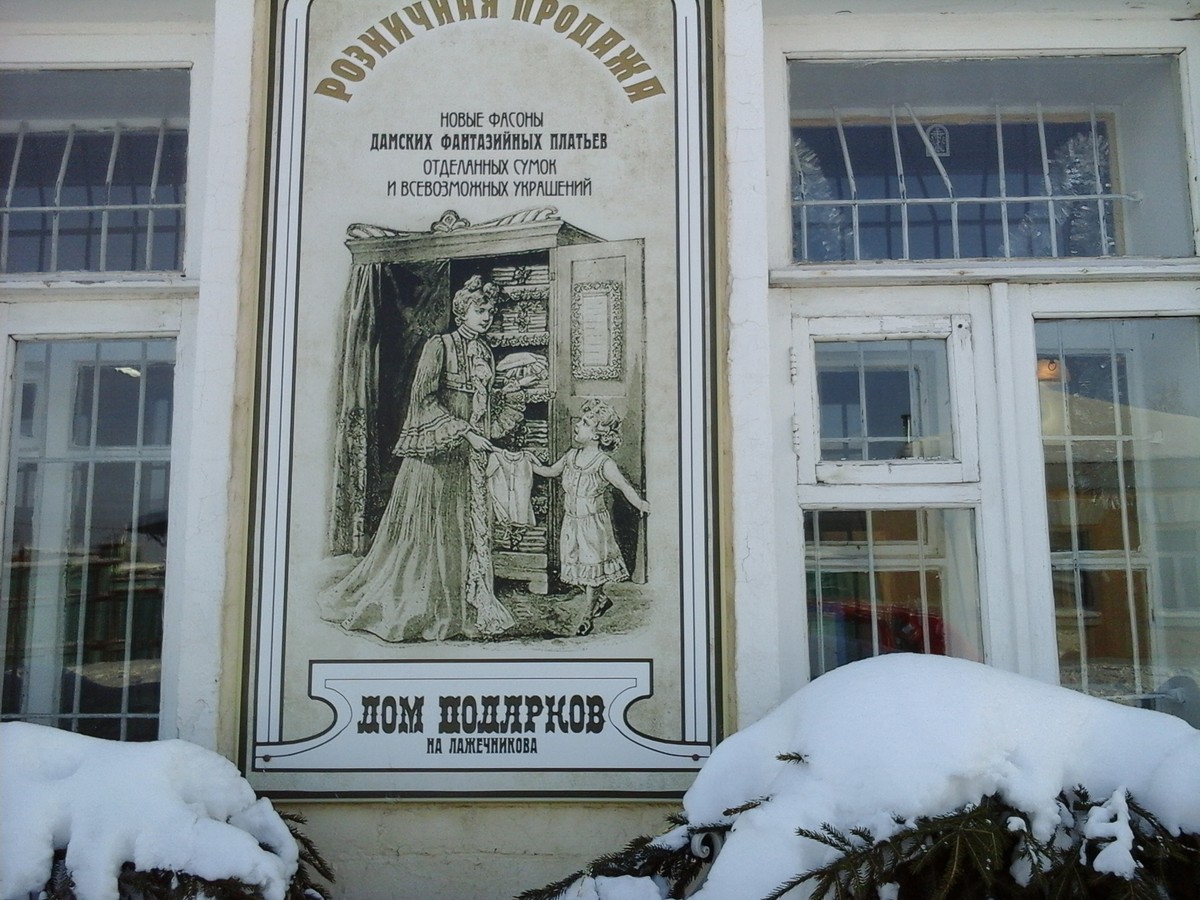 РОЗНИЧНАЯ ПРОДАЖА
НОВЫЕ ФАСОНЫ
ДАМСКИХ ФАНТАЗИЙНЫХ ПЛАТЬЕВ
ОТДЕЛАННЫХ СУМОК
И ВСЕВОЗМОЖНЫХ УКРАШЕНИЙ
ДОМ ПОДАРКОВ
НА ЛАЖЕЧНИКОВА